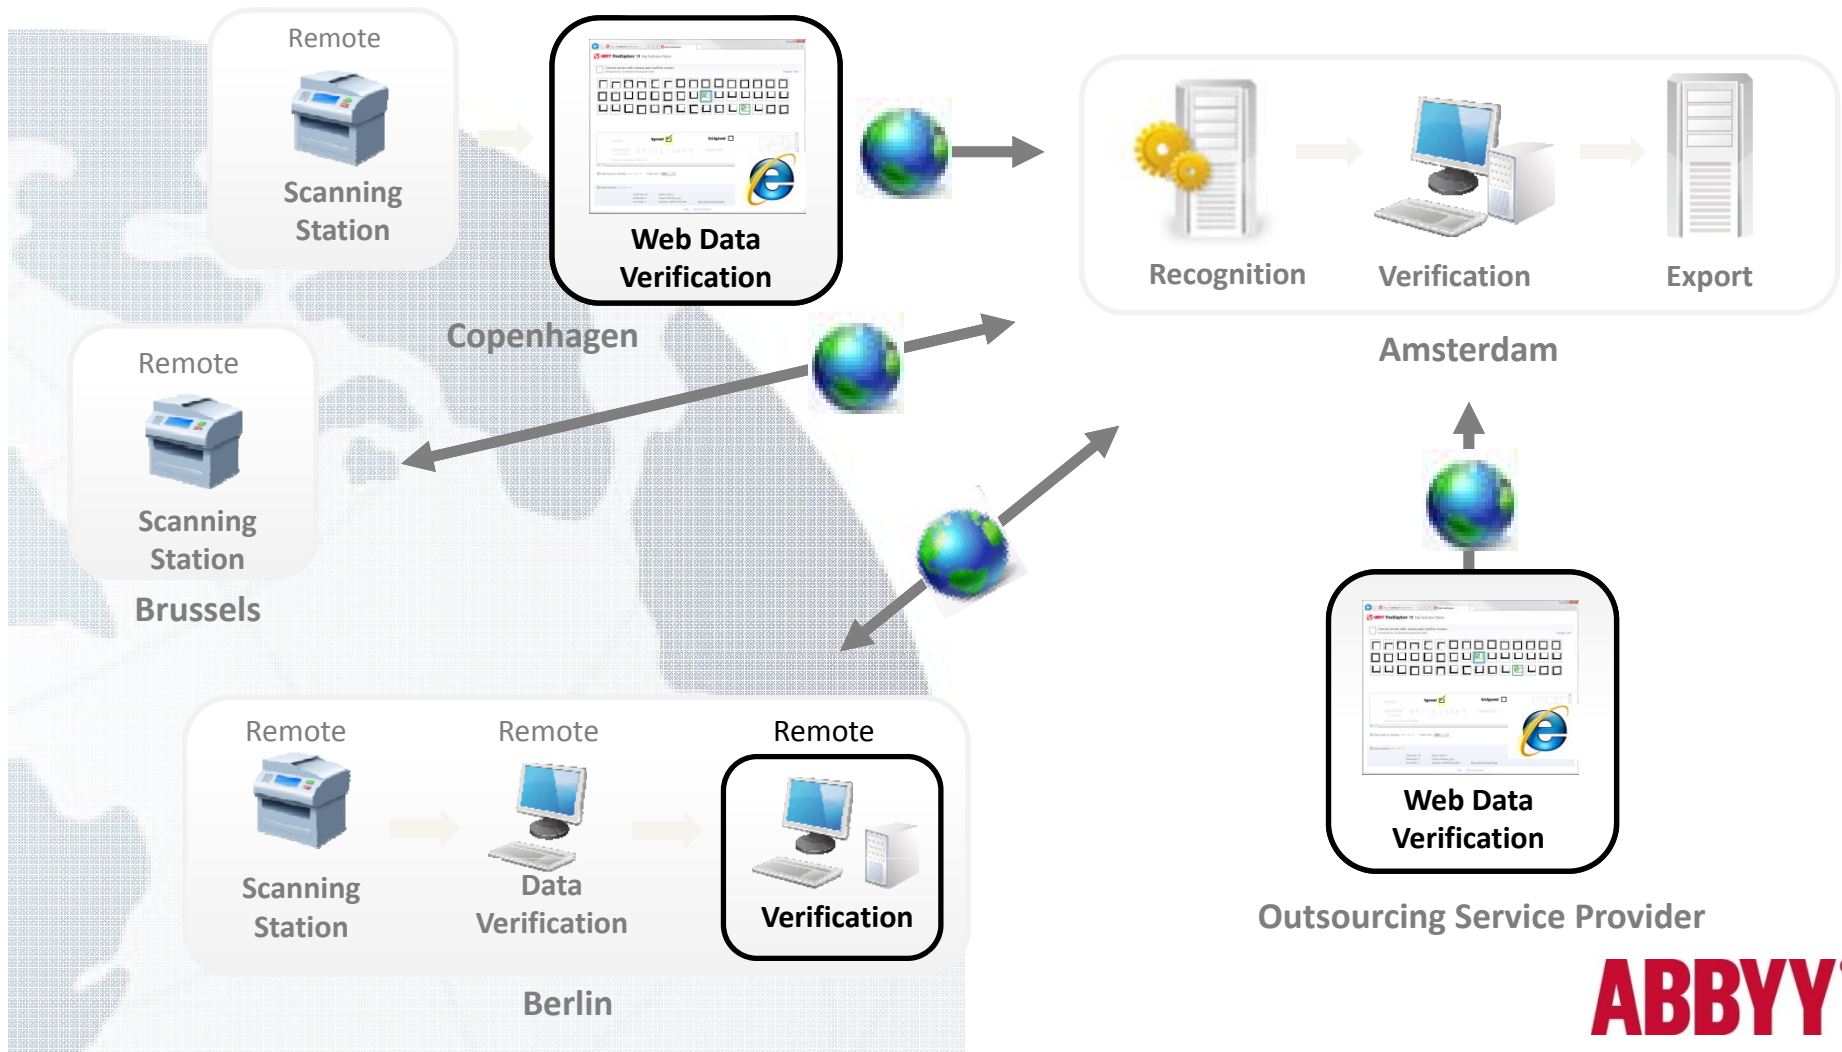 Remote
Scanning
Station
Web Data
Verification
Copenhagen
Recognition
Verification
Export
Amsterdam
Remote
Scanning
Station
Brussels
Remote
Scanning
Station
Remote
Data
Verification
Remote
Verification
Berlin
Web Data
Verification
Outsourcing Service Provider
ABBYY